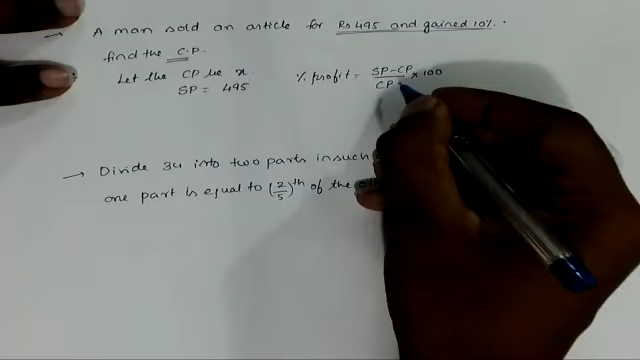 → A man sold an article for Rs 495 and gained 10%.
find the C.P.
Let the CP be x.
SP = 495
% profit = SP-CP/CP × 100
→ Divide 34 into two parts in such
one part is equal to (2/5)th of the